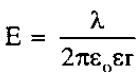 E = λ / 2πε₀εr